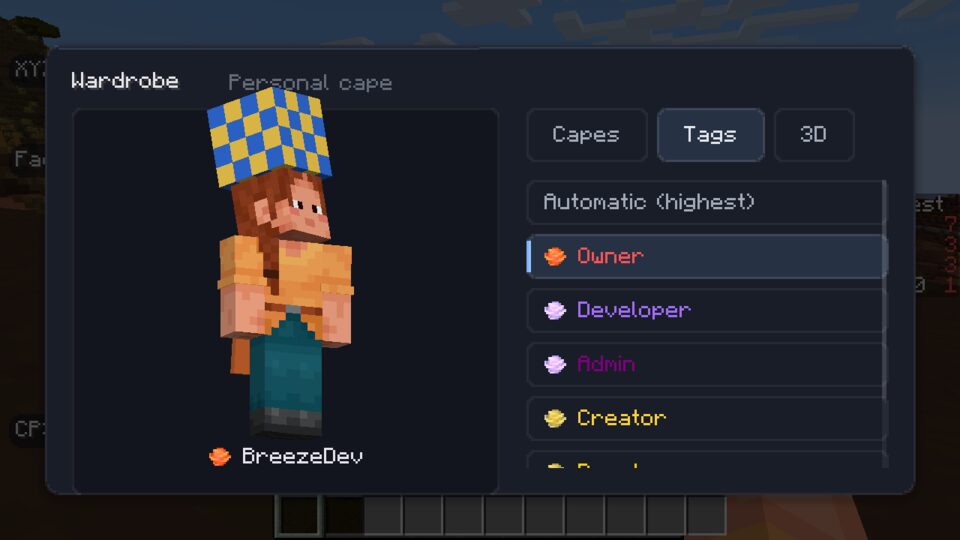 Wardrobe
Personal cape
Capes
Tags
3D
Automatic (highest)
Owner
Developer
Admin
Creator
BreezeDev